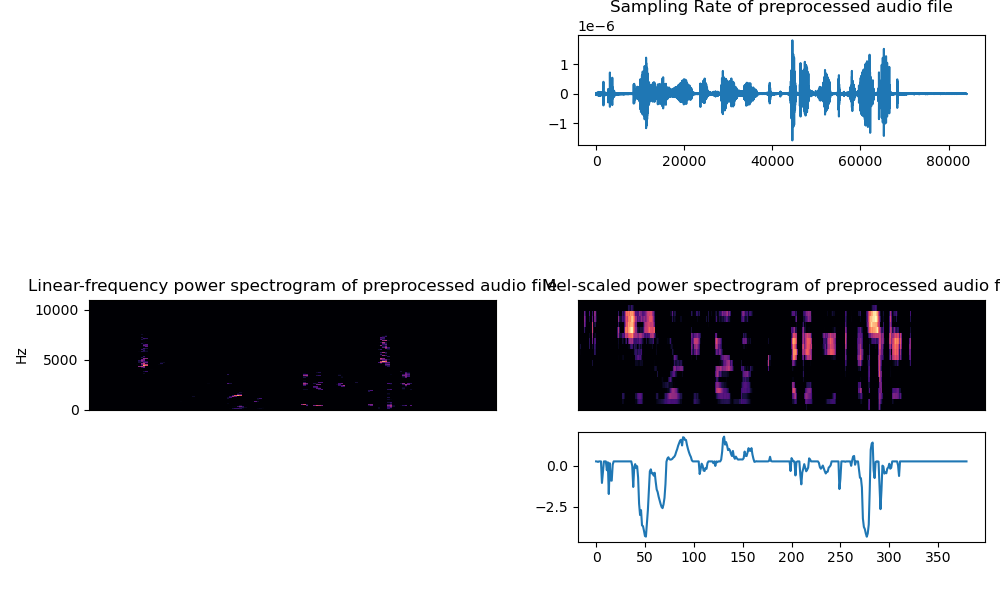 Sampling Rate of preprocessed audio file
1e−6
1
0
−1
0 20000 40000 60000 80000
Linear-frequency power spectrogram of preprocessed audio file
Mel-scaled power spectrogram of preprocessed audio f
10000
5000
0
Hz
0.0
−2.5
0 50 100 150 200 250 300 350